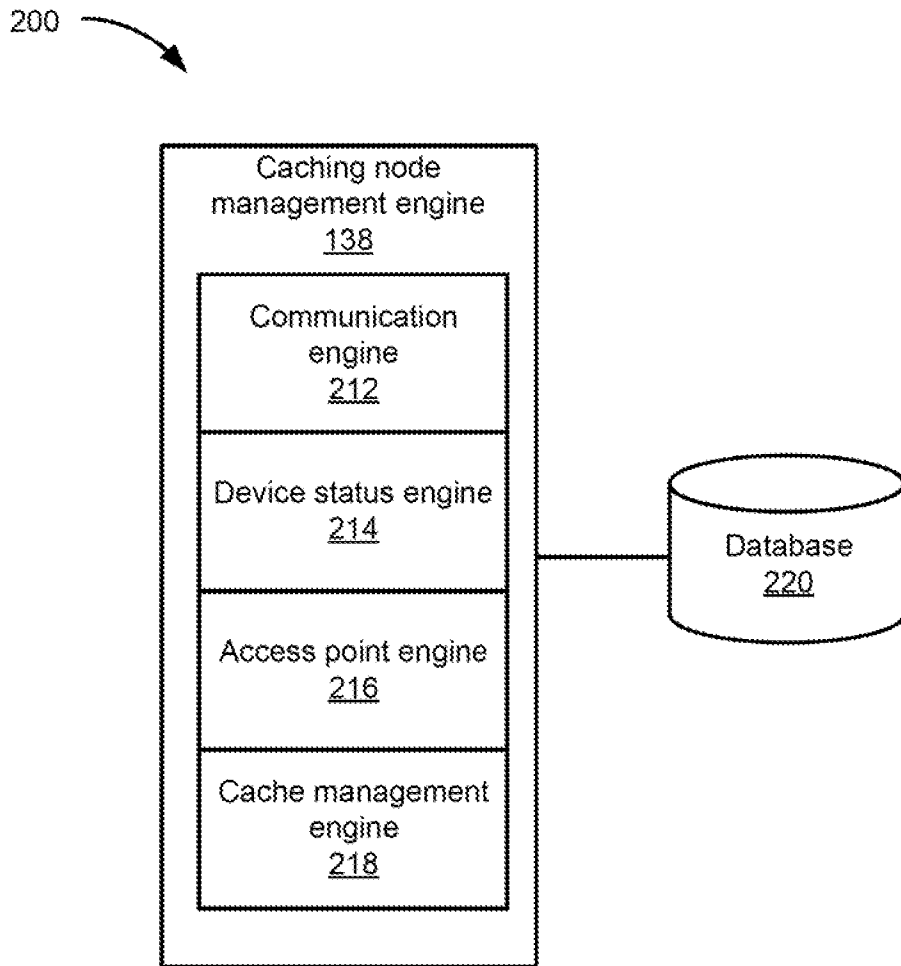 200
Caching node
management engine
138
Communication
engine
212
Device status engine
214
Access point engine
216
Cache management
engine
218
Database
220